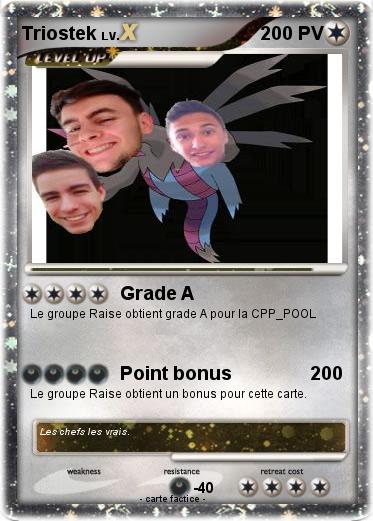 Triostek LV.X 200 PV
LEVEL-UP
Grade A
Le groupe Raise obtient grade A pour la CPP_POOL
Point bonus 200
Le groupe Raise obtient un bonus pour cette carte.
Les chefs les vrais.
weakness resistance retreat cost
-40
- carte factice -